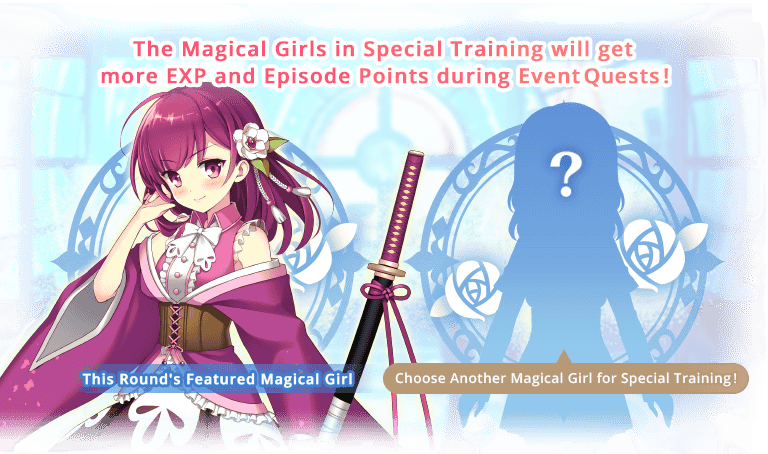 The Magical Girls in Special Training will get
more EXP and Episode Points during Event Quests!
?
This Round's Featured Magical Girl
Choose Another Magical Girl for Special Training!